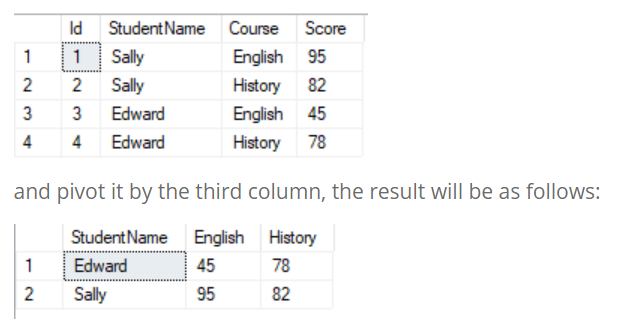 Id StudentName Course Score
1 1 Sally English 95
2 2 Sally History 82
3 3 Edward English 45
4 4 Edward History 78
and pivot it by the third column, the result will be as follows:
StudentName English History
1 Edward 45 78
2 Sally 95 82